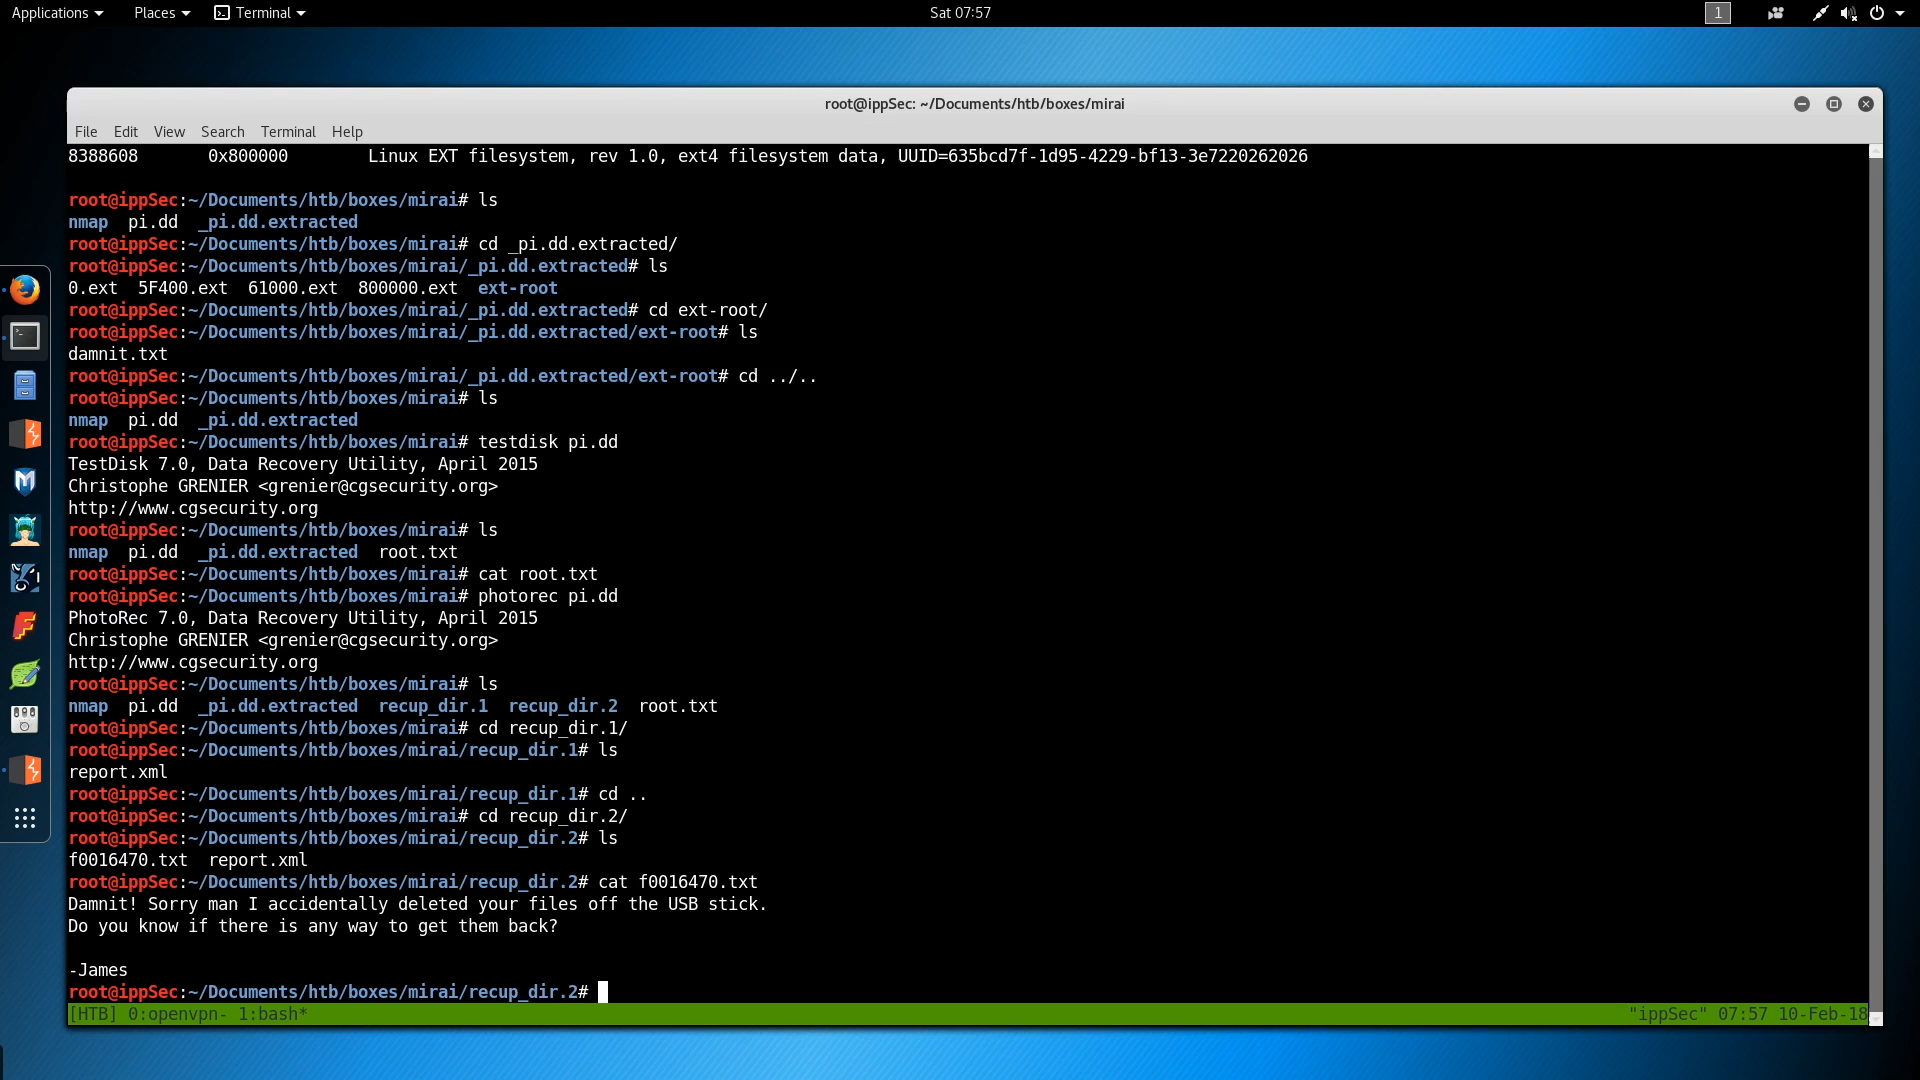 Applications Places Terminal Sat 07:57 1
root@ippSec: ~/Documents/htb/boxes/mirai
File Edit View Search Terminal Help
8388608       0x800000        Linux EXT filesystem, rev 1.0, ext4 filesystem data, UUID=635bcd7f-1d95-4229-bf13-3e7220262026
root@ippSec:~/Documents/htb/boxes/mirai# ls
nmap  pi.dd  _pi.dd.extracted
root@ippSec:~/Documents/htb/boxes/mirai# cd _pi.dd.extracted/
root@ippSec:~/Documents/htb/boxes/mirai/_pi.dd.extracted# ls
0.ext  5F400.ext  61000.ext  800000.ext  ext-root
root@ippSec:~/Documents/htb/boxes/mirai/_pi.dd.extracted# cd ext-root/
root@ippSec:~/Documents/htb/boxes/mirai/_pi.dd.extracted/ext-root# ls
damnit.txt
root@ippSec:~/Documents/htb/boxes/mirai/_pi.dd.extracted/ext-root# cd ../..
root@ippSec:~/Documents/htb/boxes/mirai# ls
nmap  pi.dd  _pi.dd.extracted
root@ippSec:~/Documents/htb/boxes/mirai# testdisk pi.dd
TestDisk 7.0, Data Recovery Utility, April 2015
Christophe GRENIER <grenier@cgsecurity.org>
http://www.cgsecurity.org
root@ippSec:~/Documents/htb/boxes/mirai# ls
nmap  pi.dd  _pi.dd.extracted  root.txt
root@ippSec:~/Documents/htb/boxes/mirai# cat root.txt
root@ippSec:~/Documents/htb/boxes/mirai# photorec pi.dd
PhotoRec 7.0, Data Recovery Utility, April 2015
Christophe GRENIER <grenier@cgsecurity.org>
http://www.cgsecurity.org
root@ippSec:~/Documents/htb/boxes/mirai# ls
nmap  pi.dd  _pi.dd.extracted  recup_dir.1  recup_dir.2  root.txt
root@ippSec:~/Documents/htb/boxes/mirai# cd recup_dir.1/
root@ippSec:~/Documents/htb/boxes/mirai/recup_dir.1# ls
report.xml
root@ippSec:~/Documents/htb/boxes/mirai/recup_dir.1# cd ..
root@ippSec:~/Documents/htb/boxes/mirai# cd recup_dir.2/
root@ippSec:~/Documents/htb/boxes/mirai/recup_dir.2# ls
f0016470.txt  report.xml
root@ippSec:~/Documents/htb/boxes/mirai/recup_dir.2# cat f0016470.txt
Damnit! Sorry man I accidentally deleted your files off the USB stick.
Do you know if there is any way to get them back?
-James
root@ippSec:~/Documents/htb/boxes/mirai/recup_dir.2#
[HTB] 0:openvpn- 1:bash* "ippSec" 07:57 10-Feb-18